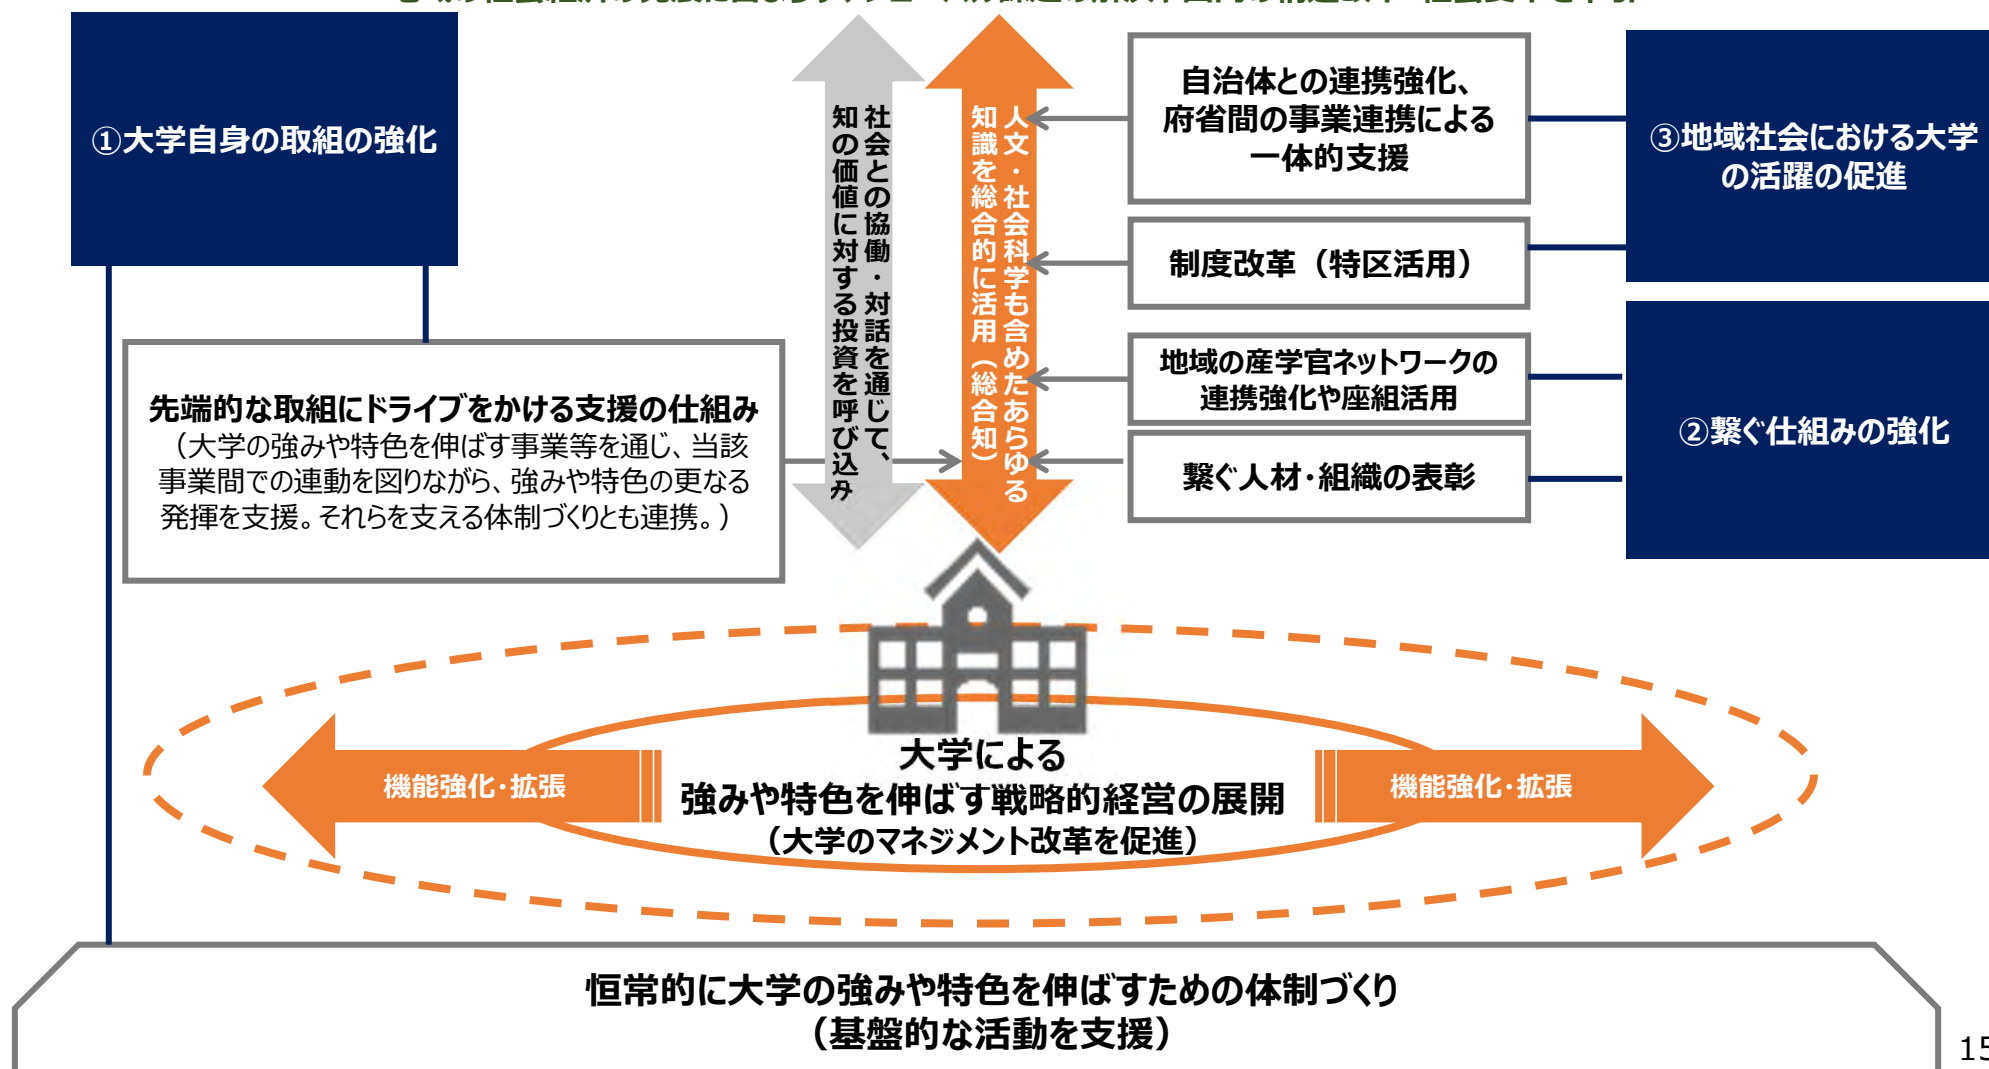 ①大学自身の取組の強化
社会との協働・対話を通じて、
知の価値に対する投資を呼び込み
人文・社会科学も含めたあらゆる
知識を総合的に活用（総合知）
自治体との連携強化、
府省間の事業連携による
一体的支援
制度改革（特区活用）
地域の産学官ネットワークの
連携強化や座組活用
繋ぐ人材・組織の表彰
③地域社会における大学
の活躍の促進
②繋ぐ仕組みの強化
先端的な取組にドライブをかける支援の仕組み
（大学の強みや特色を伸ばす事業等を通じ、当該
事業間での連動を図りながら、強みや特色の更なる
発揮を支援。それらを支える体制づくりとも連携。）
機能強化・拡張
大学による
強みや特色を伸ばす戦略的経営の展開
（大学のマネジメント改革を促進）
機能強化・拡張
恒常的に大学の強みや特色を伸ばすための体制づくり
（基盤的な活動を支援）
15